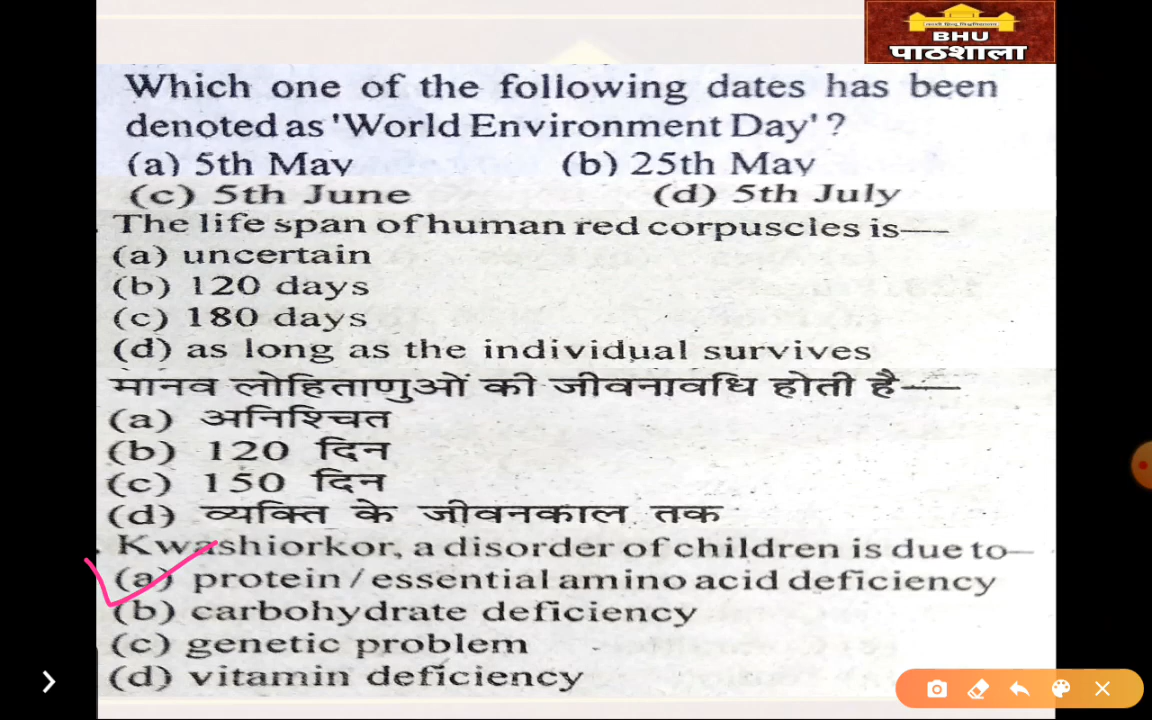 BHU
पाठशाला
Which one of the following dates has been
denoted as 'World Environment Day' ?
(a) 5th May (b) 25th May
(c) 5th June (d) 5th July
The life span of human red corpuscles is—
(a) uncertain
(b) 120 days
(c) 180 days
(d) as long as the individual survives
मानव लोहिताणुओं की जीवनावधि होती है—
(a) अनिश्चित
(b) 120 दिन
(c) 150 दिन
(d) व्यक्ति के जीवनकाल तक
Kwashiorkor, a disorder of children is due to—
(a) protein / essential amino acid deficiency
(b) carbohydrate deficiency
(c) genetic problem
(d) vitamin deficiency